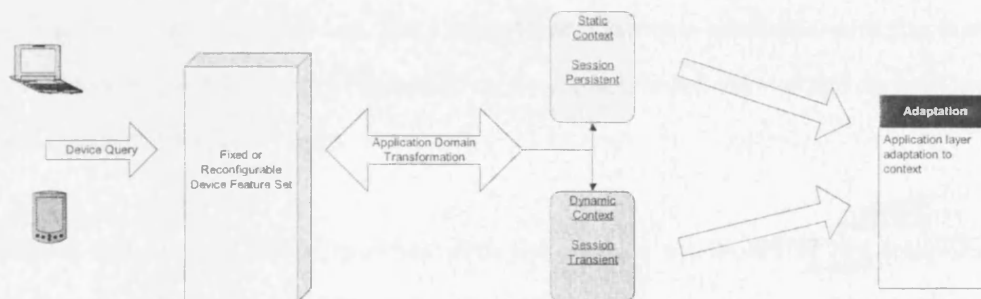 Device Query
Fixed or
Reconfigurable
Device Feature Set
Application Domain
Transformation
Static
Context
Session
Persistent
Dynamic
Context
Session
Transient
Adaptation
Application layer
adaptation to
context